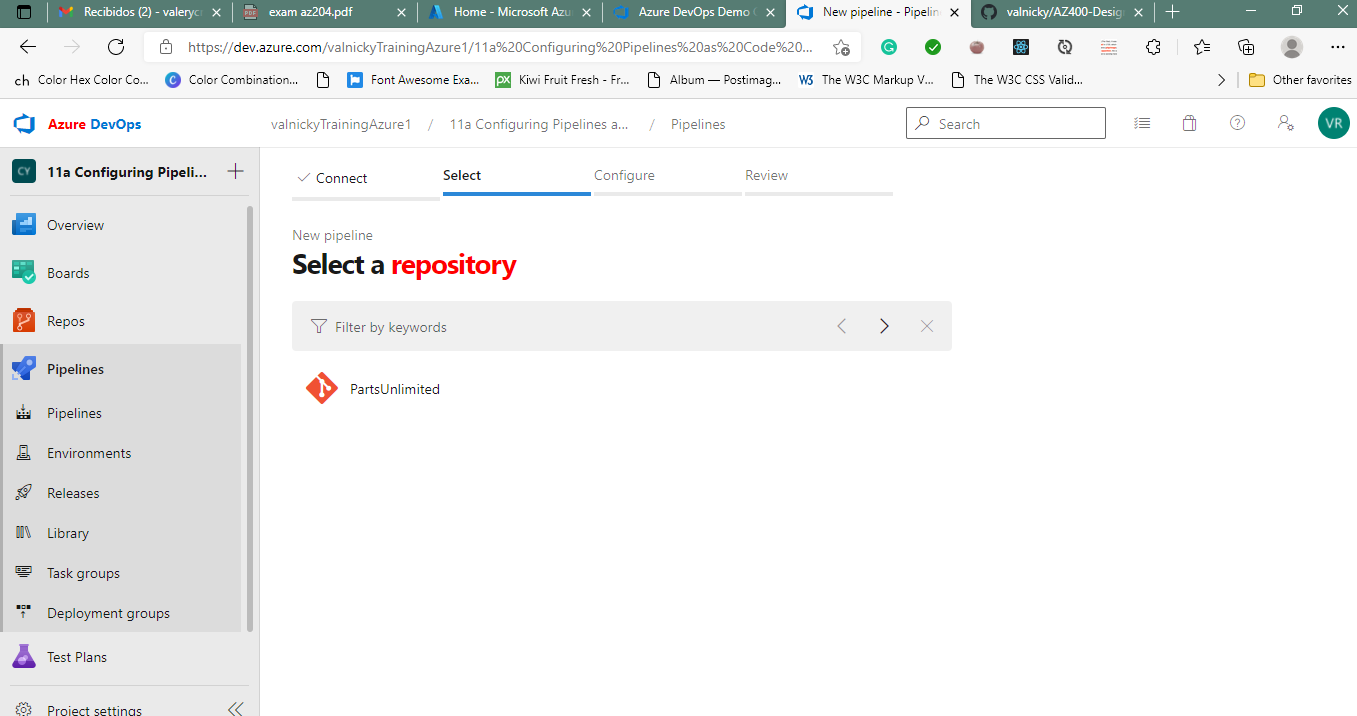 Recibidos (2) - valeryc
exam az204.pdf
Home - Microsoft Azu
Azure DevOps Demo G
New pipeline - Pipelin
valnicky/AZ400-Design
https://dev.azure.com/valnickyTrainingAzure1/11a%20Configuring%20Pipelines%20as%20Code%20...
ch Color Hex Color Co...
C Color Combination...
Font Awesome Exa...
px Kiwi Fruit Fresh - Fr...
Album — Postimag...
W3 The W3C Markup V...
The W3C CSS Valid...
Other favorites
Azure DevOps
valnickyTrainingAzure1 / 11a Configuring Pipelines a... / Pipelines
Search
VR
CY 11a Configuring Pipeli...
Overview
Boards
Repos
Pipelines
Pipelines
Environments
Releases
Library
Task groups
Deployment groups
Test Plans
Project settings
Connect
Select
Configure
Review
New pipeline
Select a repository
Filter by keywords
PartsUnlimited